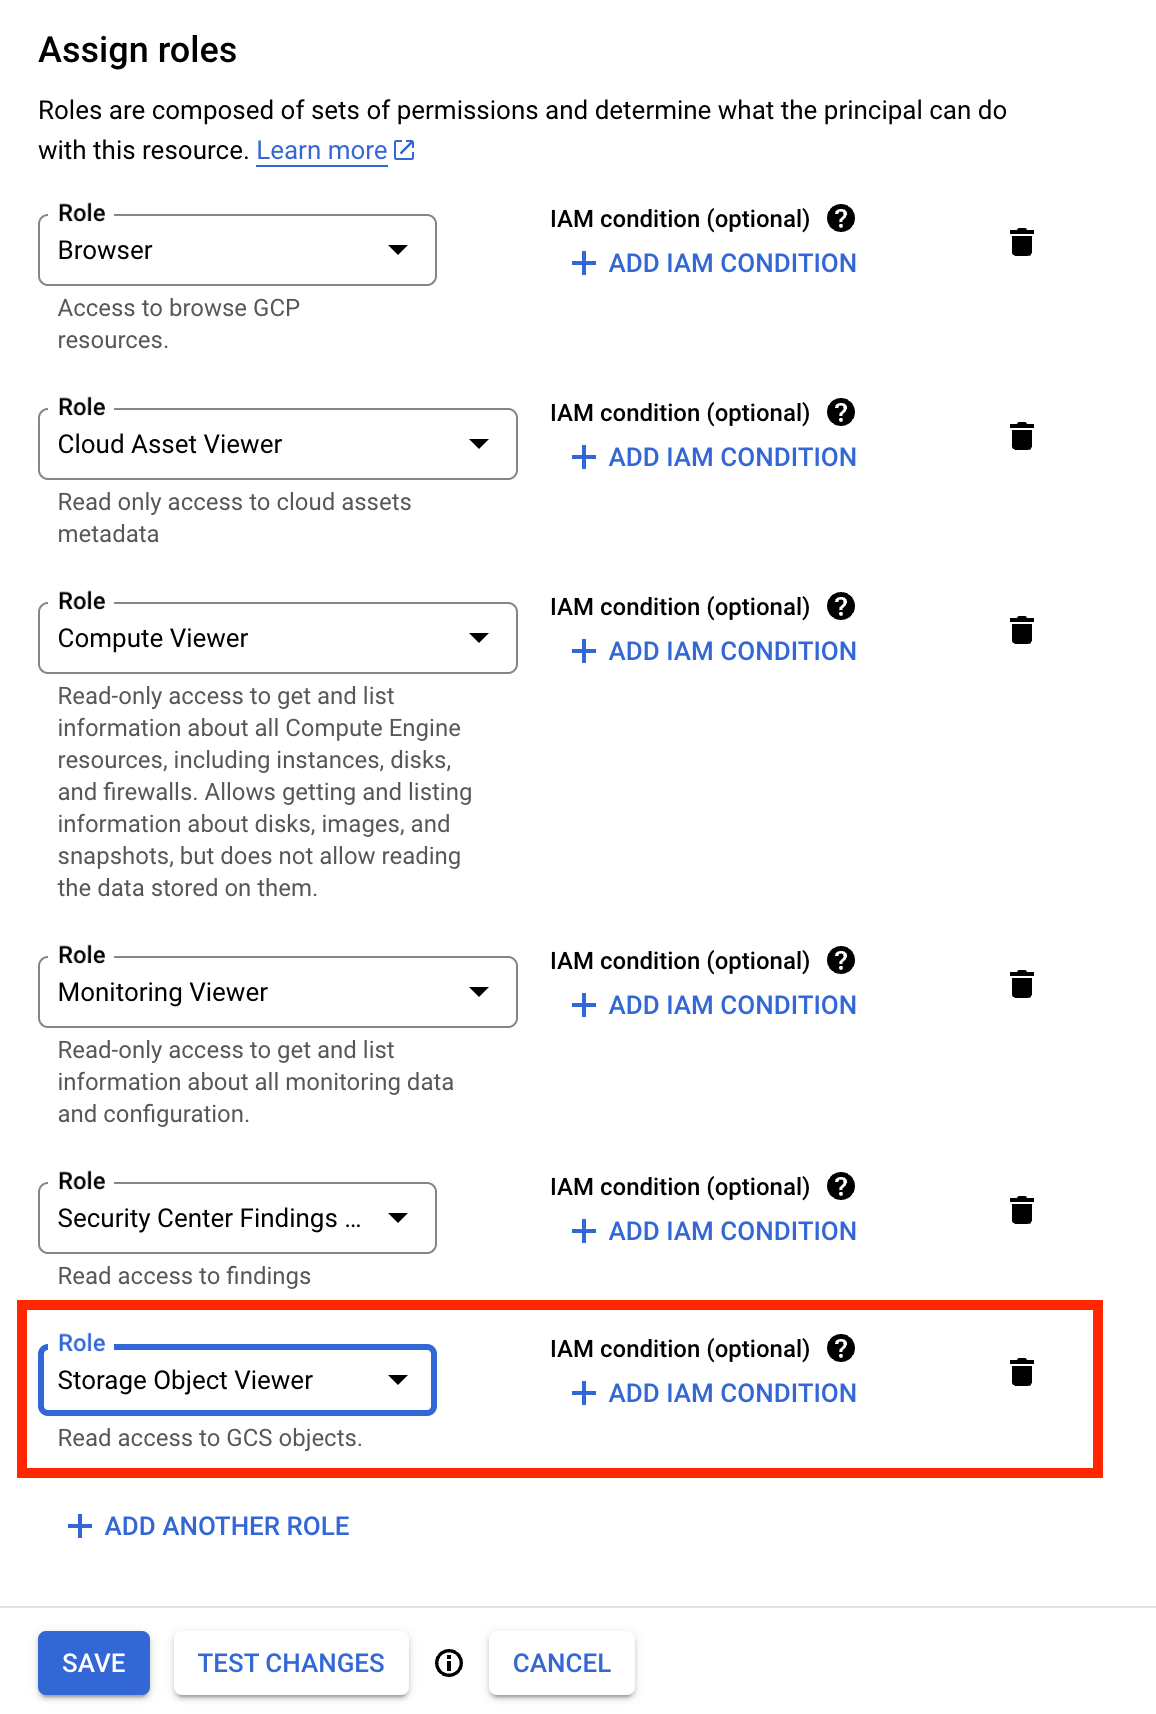 Assign roles
Roles are composed of sets of permissions and determine what the principal can do
with this resource. Learn more
Role
Browser
IAM condition (optional)
ADD IAM CONDITION
Access to browse GCP
resources.
Role
Cloud Asset Viewer
IAM condition (optional)
ADD IAM CONDITION
Read only access to cloud assets
metadata
Role
Compute Viewer
IAM condition (optional)
ADD IAM CONDITION
Read-only access to get and list
information about all Compute Engine
resources, including instances, disks,
and firewalls. Allows getting and listing
information about disks, images, and
snapshots, but does not allow reading
the data stored on them.
Role
Monitoring Viewer
IAM condition (optional)
ADD IAM CONDITION
Read-only access to get and list
information about all monitoring data
and configuration.
Role
Security Center Findings ...
IAM condition (optional)
ADD IAM CONDITION
Read access to findings
Role
Storage Object Viewer
IAM condition (optional)
ADD IAM CONDITION
Read access to GCS objects.
ADD ANOTHER ROLE
SAVE
TEST CHANGES
CANCEL